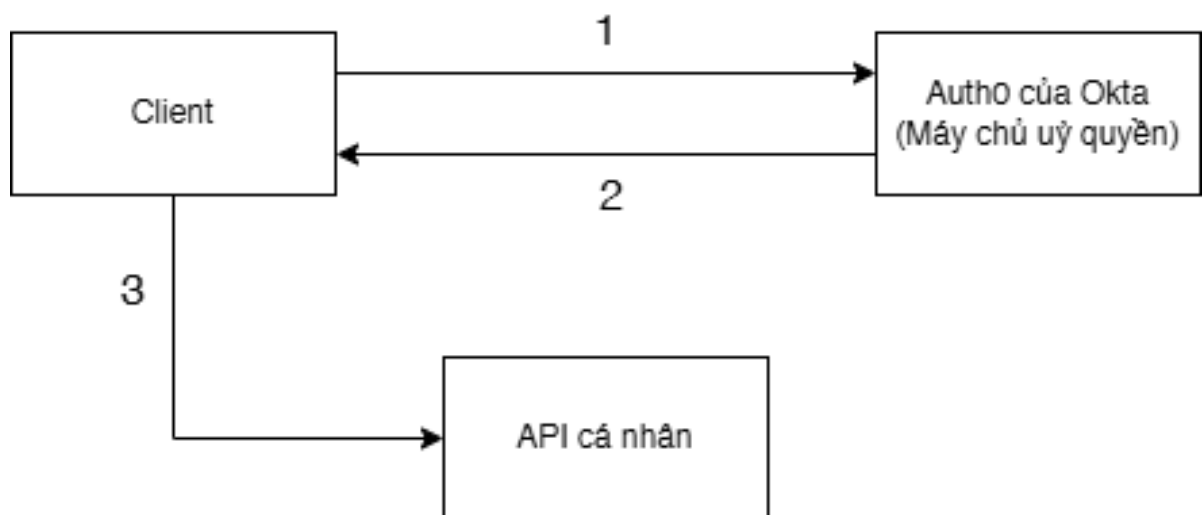 1
Client
Auth0 của Okta
(Máy chủ uỷ quyền)
2
3
API cá nhân